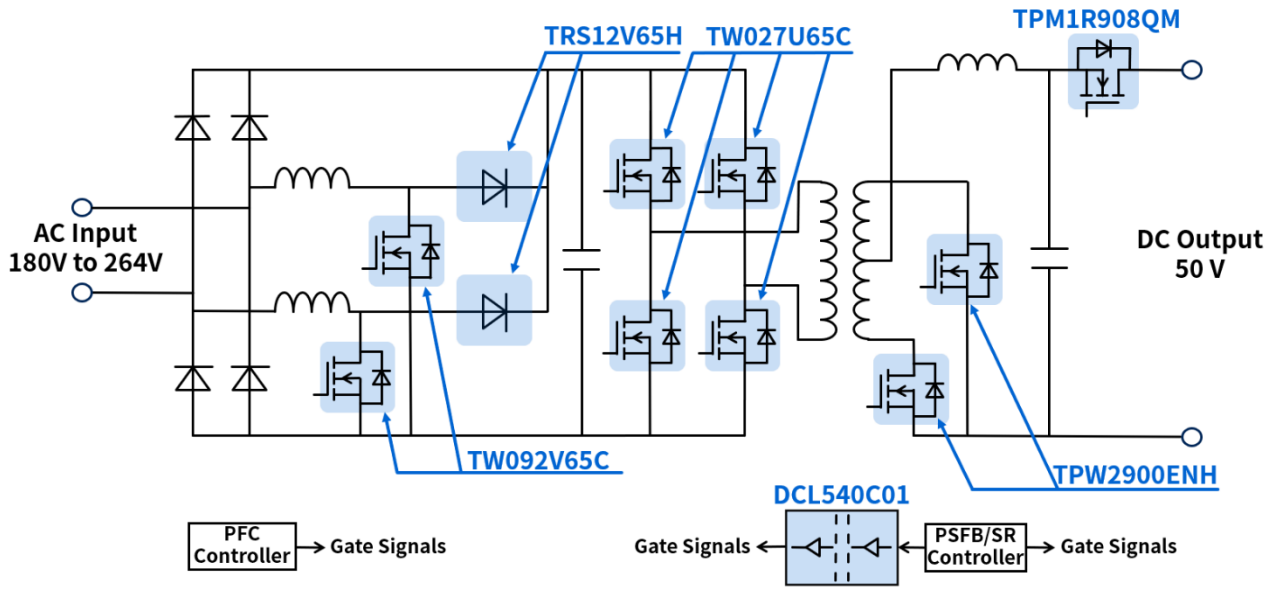 TPM1R908QM
TRS12V65H
TW027U65C
AC Input
180V to 264V
DC Output
50 V
TW092V65C
TPW2900ENH
DCL540C01
PFC
Controller
Gate Signals
Gate Signals
PSFB/SR
Controller
Gate Signals